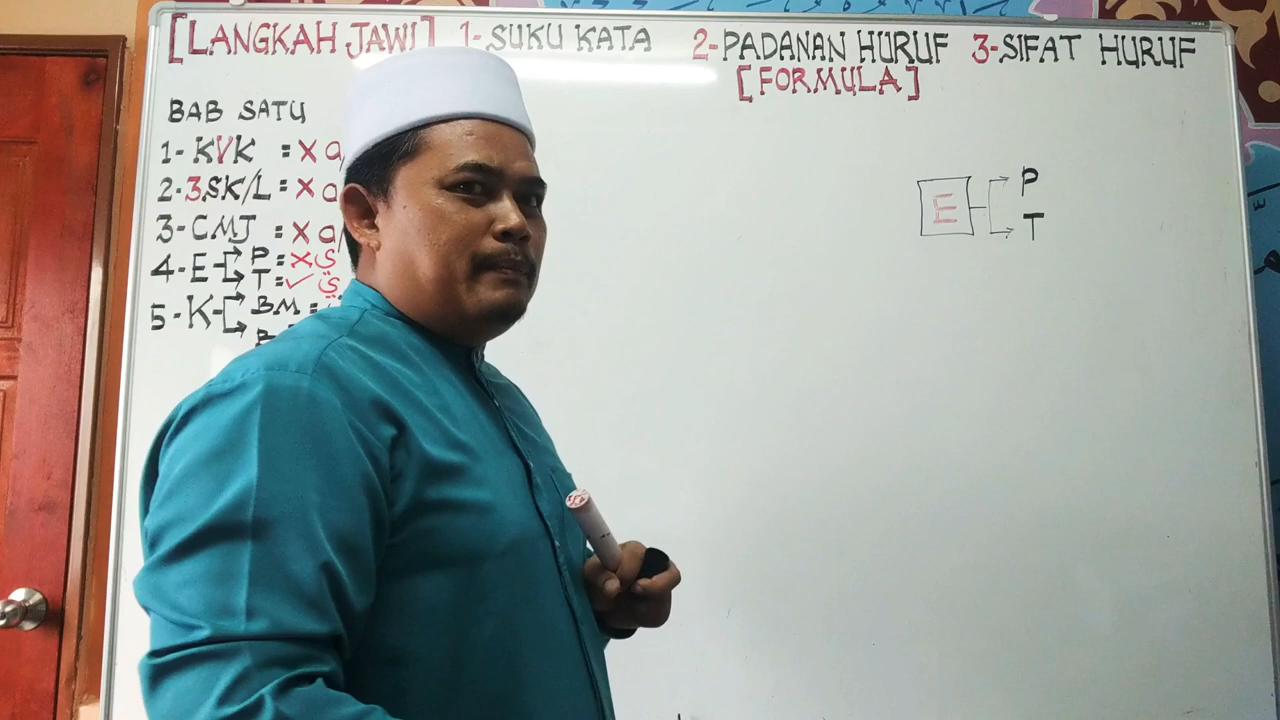 [LANGKAH JAWI] 1-SUKU KATA 2-PADANAN HURUF 3-SIFAT HURUF
[FORMULA]
BAB SATU
1- KVK = X a
2-3SK/L = X a
3-CMJ = X a/
4-E P = X ي
T = ✓ ي
5-K BM =
E P
T